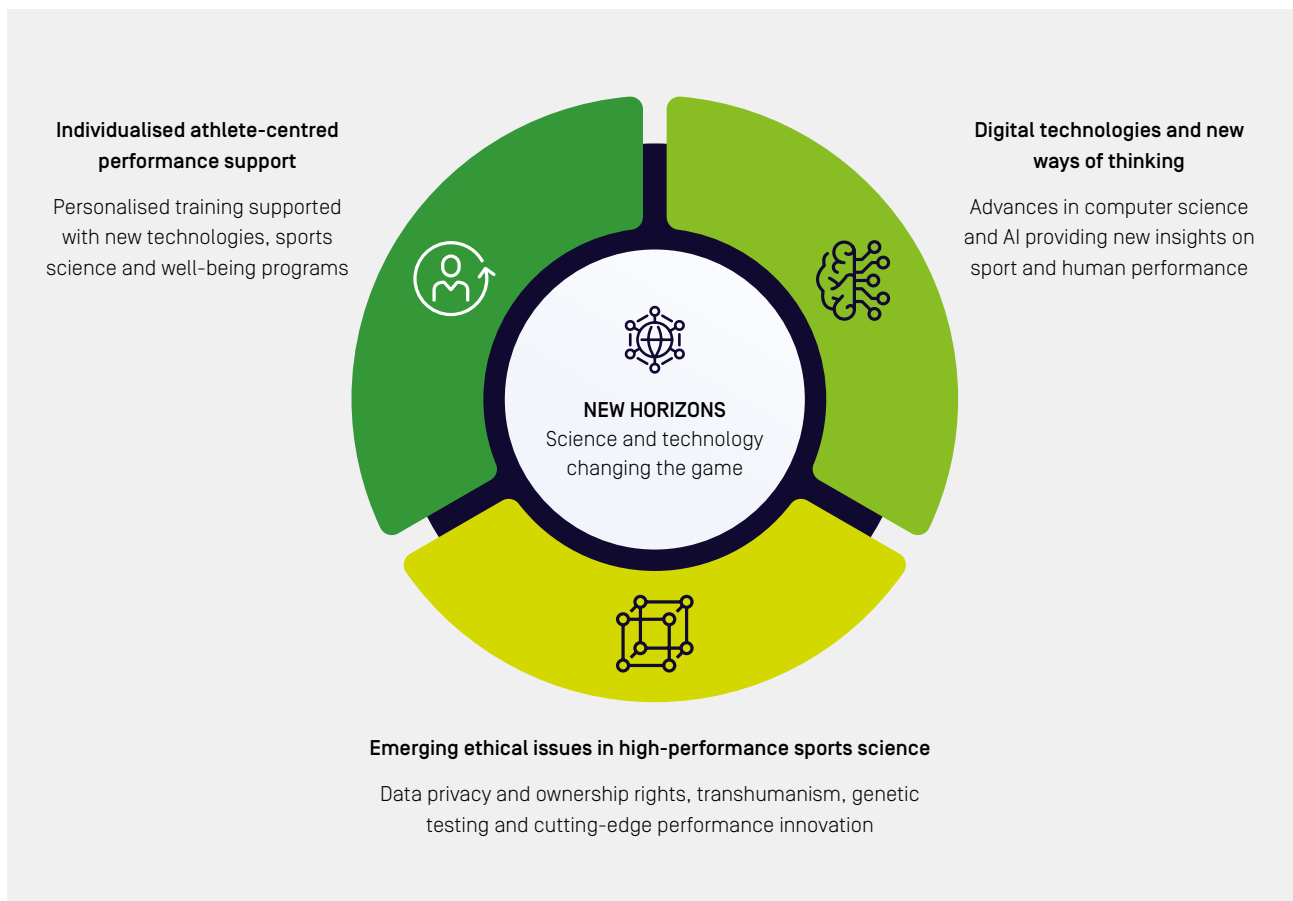 Individualised athlete-centred
performance support
Personalised training supported
with new technologies, sports
science and well-being programs
Digital technologies and new
ways of thinking
Advances in computer science
and AI providing new insights on
sport and human performance
NEW HORIZONS
Science and technology
changing the game
Emerging ethical issues in high-performance sports science
Data privacy and ownership rights, transhumanism, genetic
testing and cutting-edge performance innovation